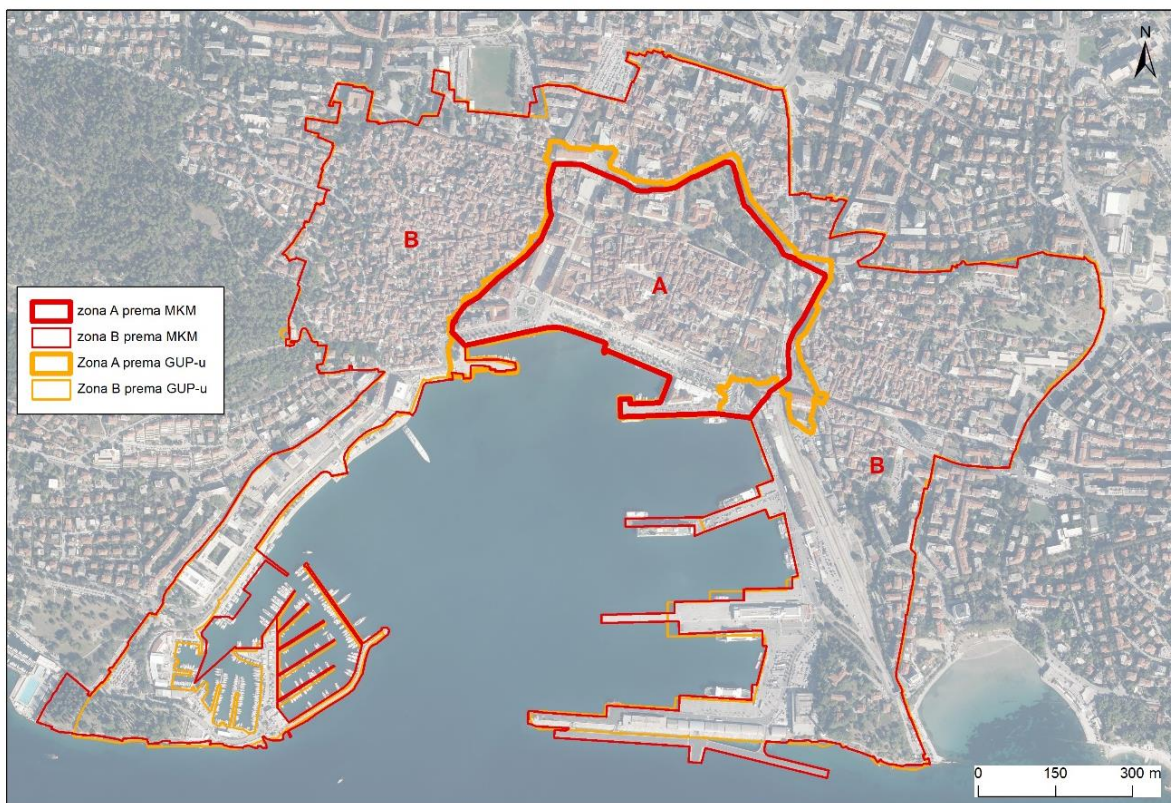 N
B
A
zona A prema MKM
zona B prema MKM
Zona A prema GUP-u
Zona B prema GUP-u
B
0 150 300 m